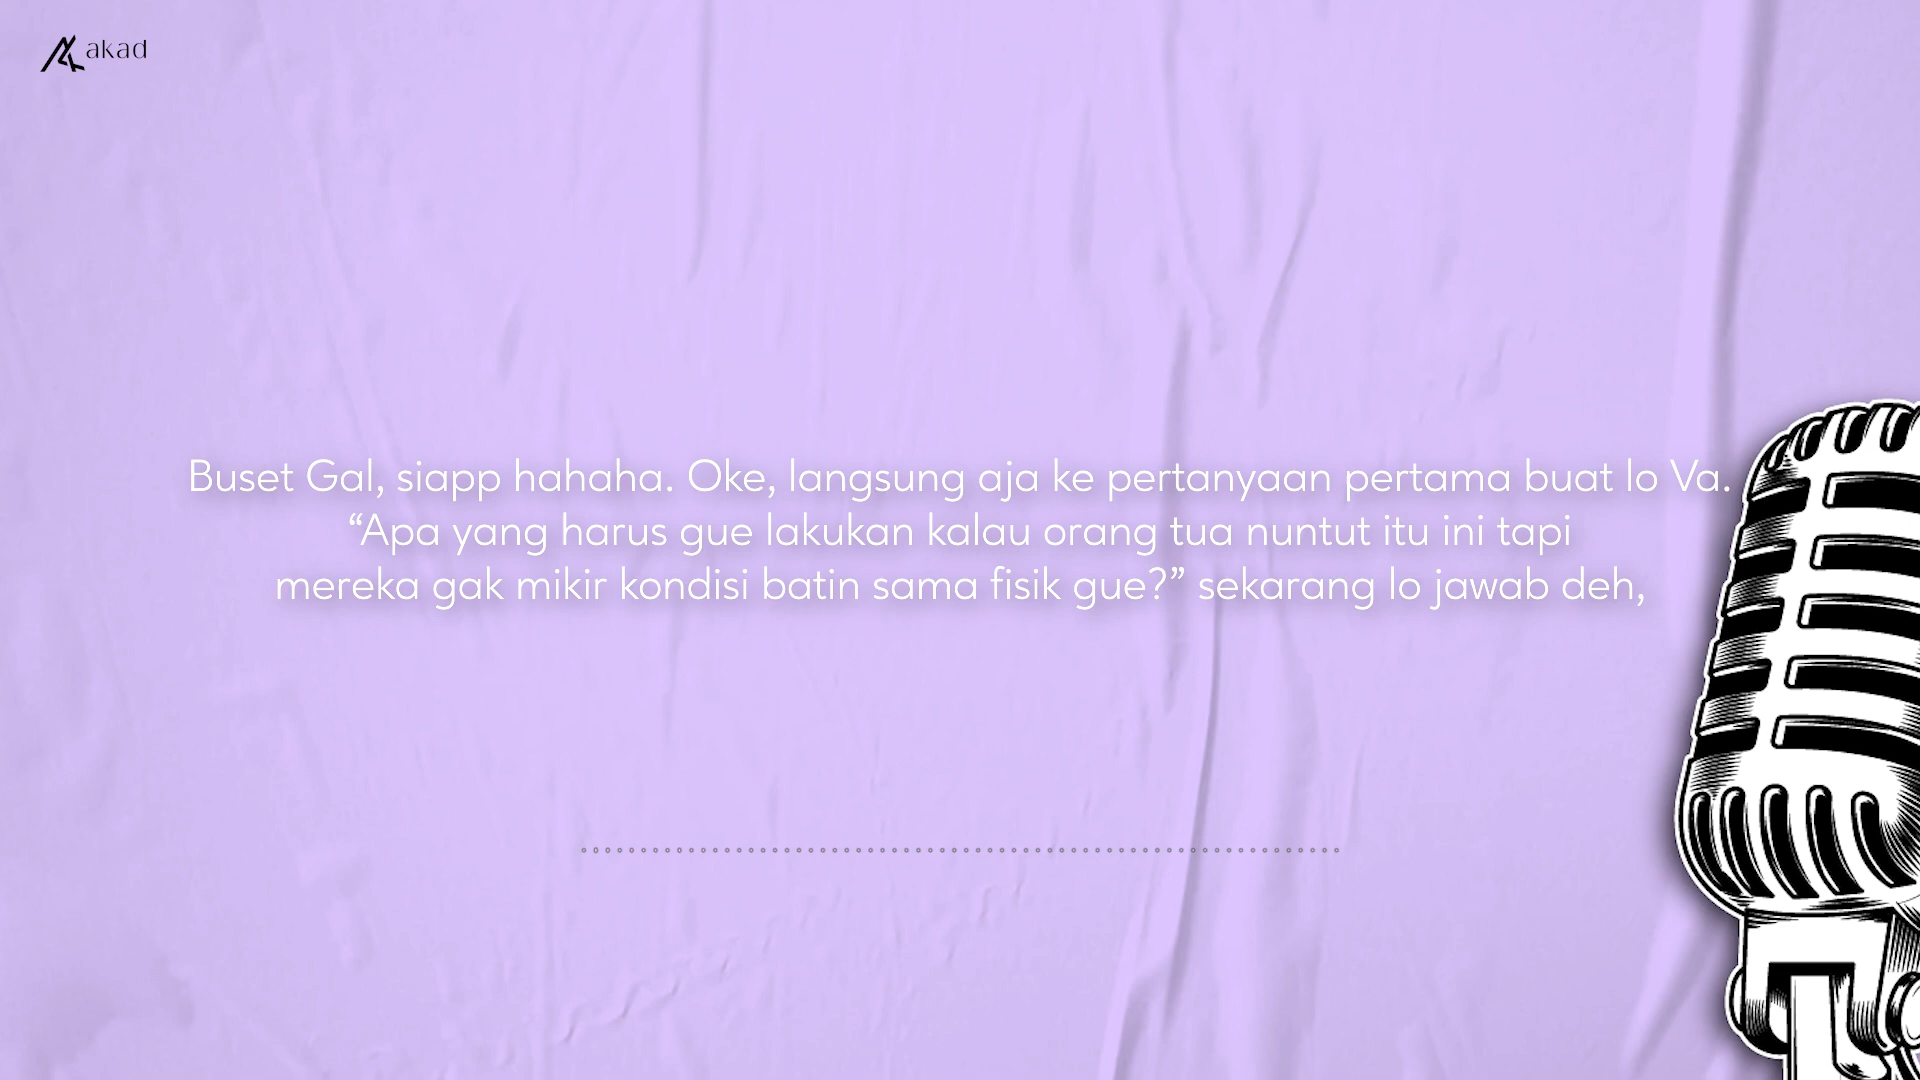 akad
Buset Gal, siapp hahaha. Oke, langsung aja ke pertanyaan pertama buat lo Va.
“Apa yang harus gue lakukan kalau orang tua nuntut itu ini tapi
mereka gak mikir kondisi batin sama fisik gue?” sekarang lo jawab deh,